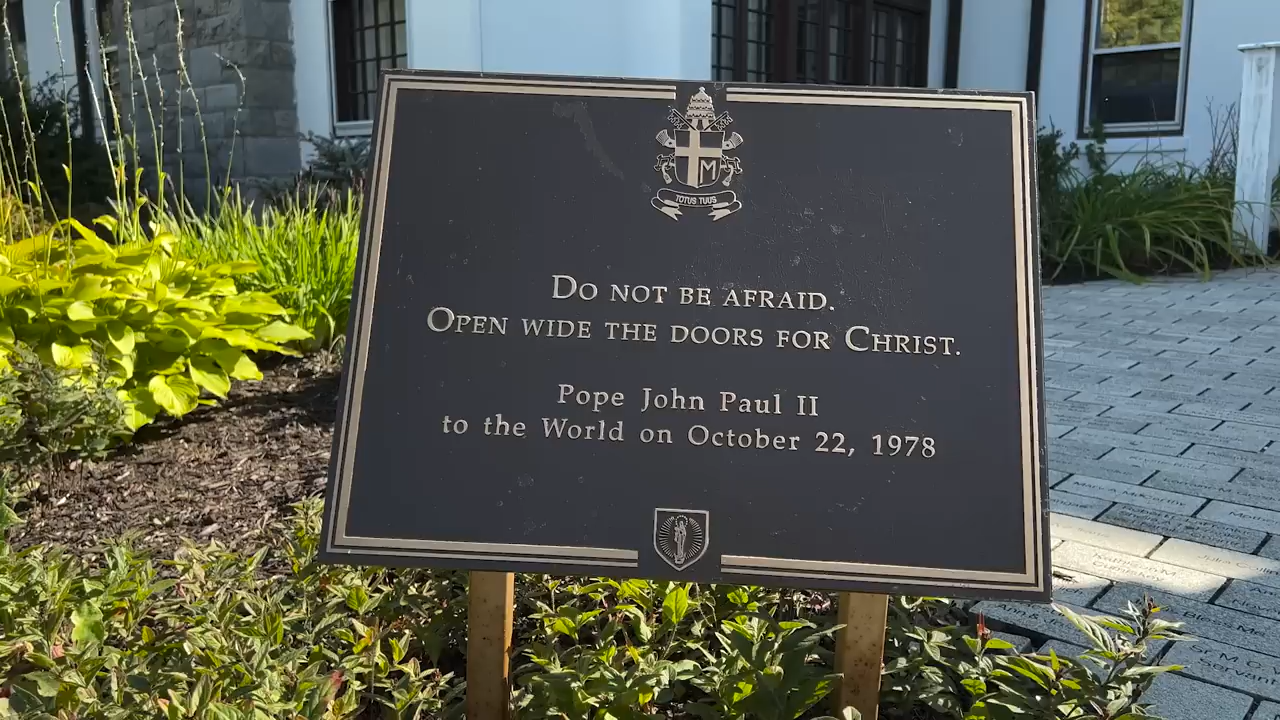 M
TOTUS TUUS
DO NOT BE AFRAID.
OPEN WIDE THE DOORS FOR CHRIST.
Pope John Paul II
to the World on October 22, 1978